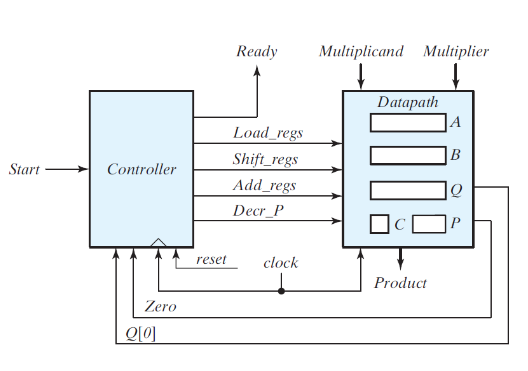 Ready
Multiplicand Multiplier
Datapath
A
Load_regs
Shift_regs
B
Start
Controller
Add_regs
Q
Decr_P
C
P
reset
clock
Product
Zero
Q[0]